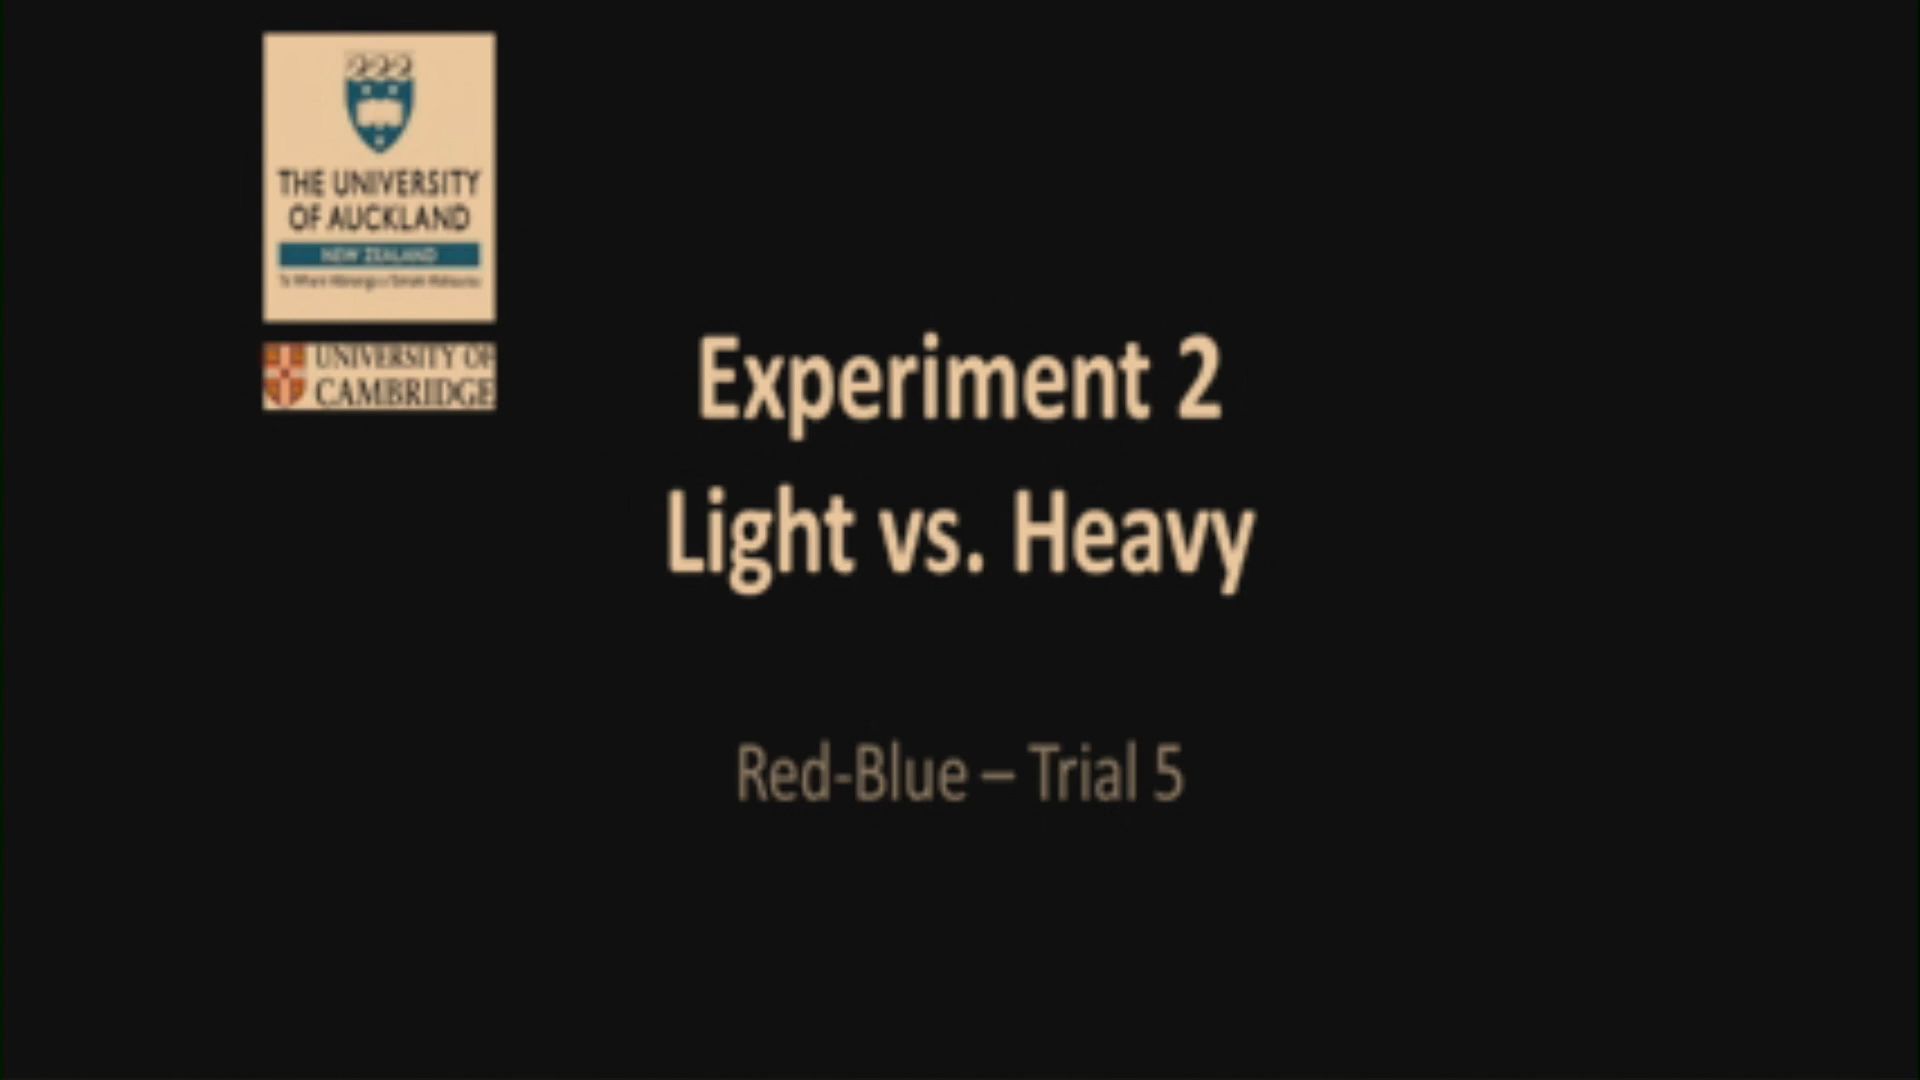 THE UNIVERSITY
OF AUCKLAND
NEW ZEALAND
UNIVERSITY OF
CAMBRIDGE
Experiment 2
Light vs. Heavy
Red-Blue – Trial 5